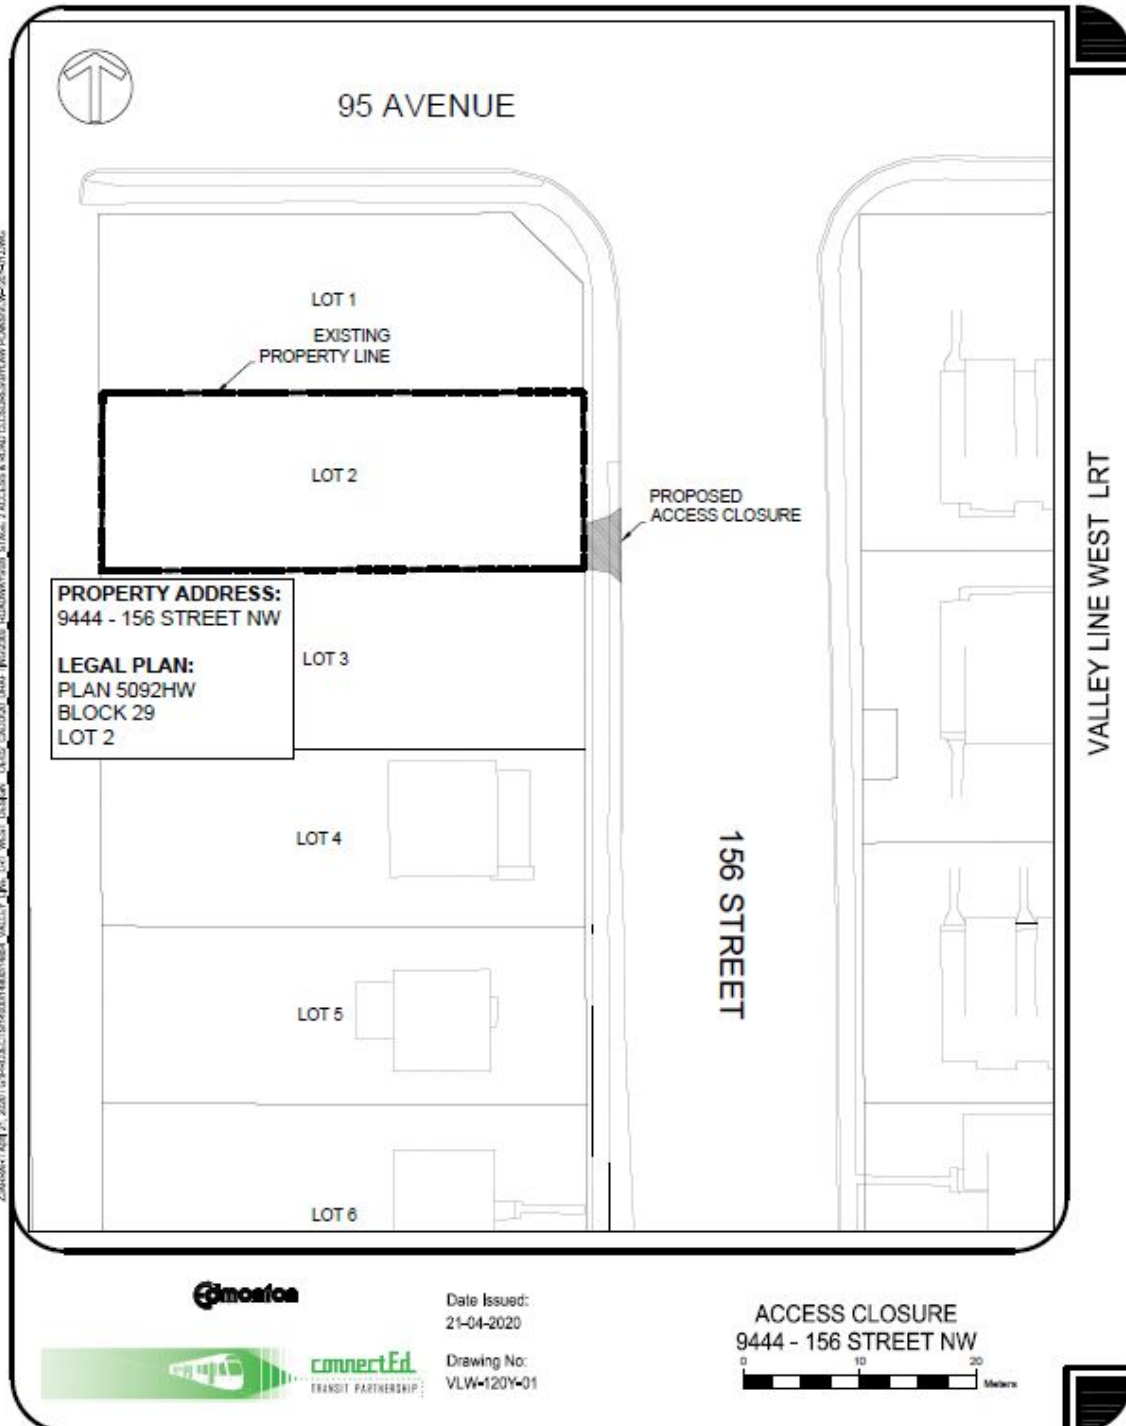 95 AVENUE
LOT 1
EXISTING
PROPERTY LINE
LOT 2
PROPOSED
ACCESS CLOSURE
PROPERTY ADDRESS:
9444 - 156 STREET NW
LEGAL PLAN:
PLAN 5092HW
BLOCK 29
LOT 2
LOT 3
LOT 4
156 STREET
LOT 5
LOT 6
VALLEY LINE WEST LRT
Edmonton
connectEd
TRANSIT PARTNERSHIP
Date Issued:
21-04-2020
Drawing No:
VLW-120Y-01
ACCESS CLOSURE
9444 - 156 STREET NW
0 10 20
Meters